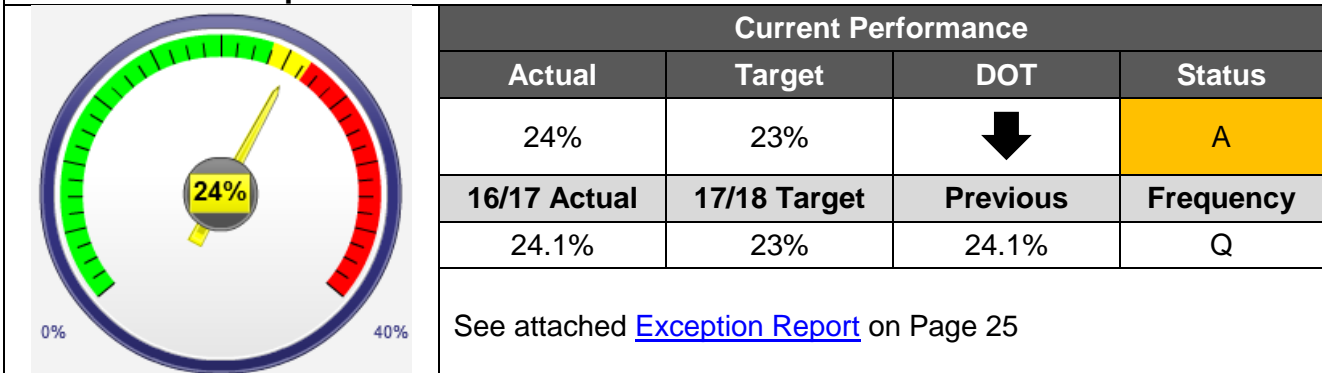 24%
0%
40%
Current Performance
Actual Target DOT Status
24% 23% A
16/17 Actual 17/18 Target Previous Frequency
24.1% 23% 24.1% Q
See attached Exception Report on Page 25